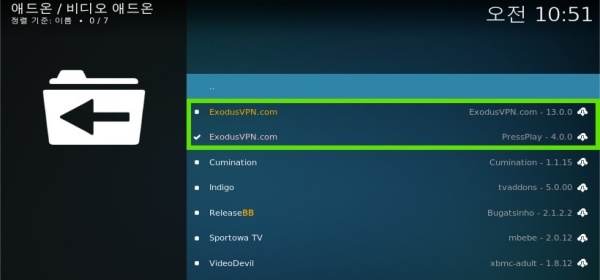 애드온 / 비디오 애드온
정렬 기준: 이름 • 0 / 7
오전 10:51
..
ExodusVPN.com ExodusVPN.com - 13.0.0
ExodusVPN.com PressPlay - 4.0.0
Cumination Cumination - 1.1.15
Indigo tvaddons - 5.0.00
ReleaseBB Bugatsinho - 2.1.2.2
Sportowa TV mbebe - 2.0.12
VideoDevil xbmc-adult - 1.8.12